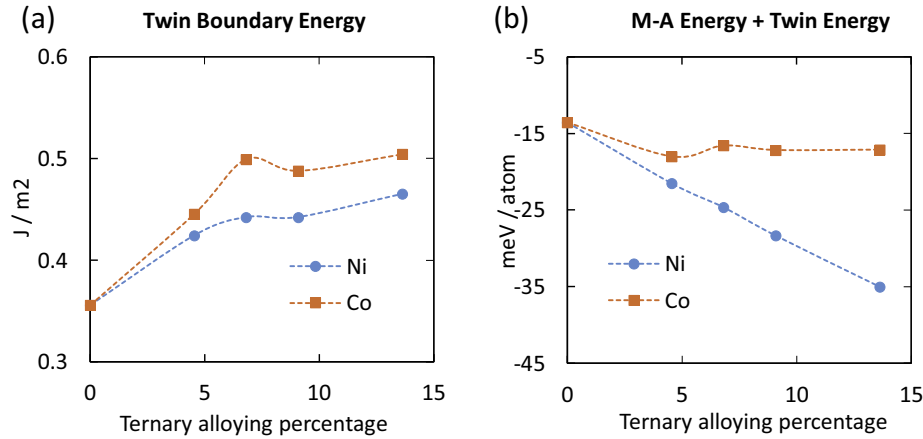 (a)
Twin Boundary Energy
0.6
0.5
0.4
0.3
J / m2
Ni
Co
0
5
10
15
Ternary alloying percentage
(b)
M-A Energy + Twin Energy
-5
-15
-25
-35
-45
meV / atom
Ni
Co
0
5
10
15
Ternary alloying percentage